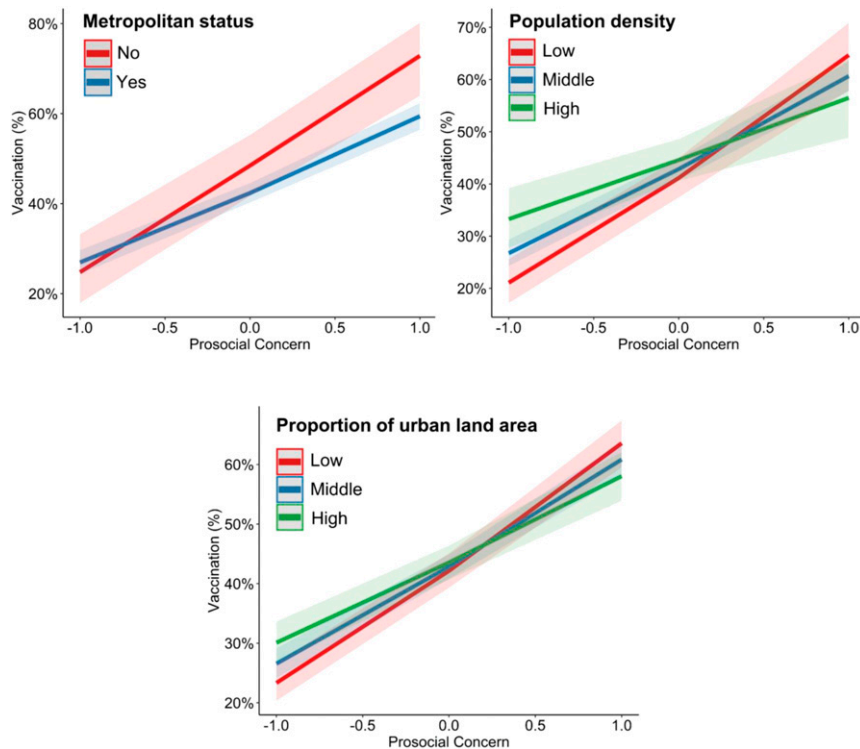 Metropolitan status
No
Yes
80%
60%
40%
20%
Vaccination (%)
-1.0 -0.5 0.0 0.5 1.0
Prosocial Concern
Population density
Low
Middle
High
70%
60%
50%
40%
30%
20%
Vaccination (%)
-1.0 -0.5 0.0 0.5 1.0
Prosocial Concern
Proportion of urban land area
Low
Middle
High
60%
50%
40%
30%
20%
Vaccination (%)
-1.0 -0.5 0.0 0.5 1.0
Prosocial Concern